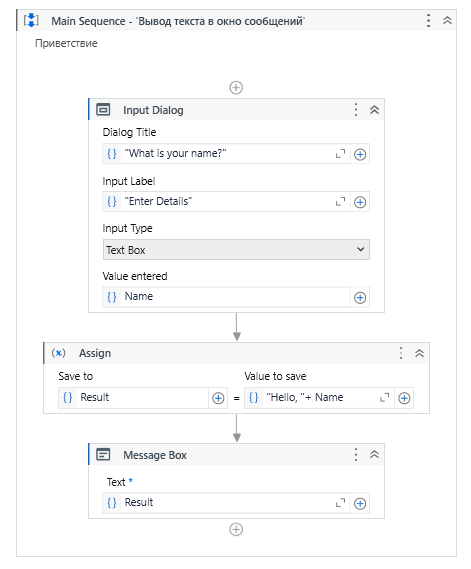 Main Sequence - 'Вывод текста в окно сообщений'
Приветствие
Input Dialog
Dialog Title
{} "What is your name?"
Input Label
{} "Enter Details"
Input Type
Text Box
Value entered
{} Name
(x) Assign
Save to Value to save
{} Result = {} "Hello, "+ Name
Message Box
Text *
{} Result